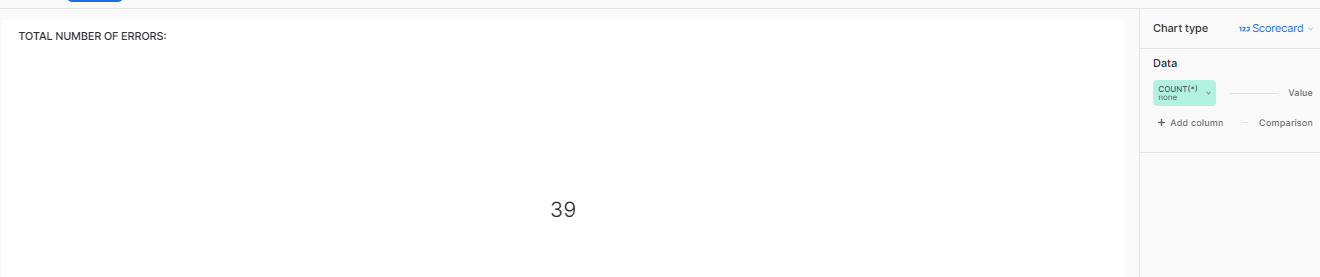 TOTAL NUMBER OF ERRORS:
39
Chart type
123 Scorecard
Data
COUNT(*)
none
Value
+ Add column
Comparison